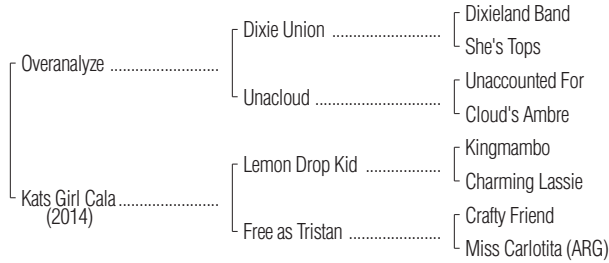 Dixieland Band
Dixie Union ....................
She's Tops
Overanalyze ....................
Unaccounted For
Unacloud ....................
Cloud's Ambre
Kingmambo
Lemon Drop Kid ....................
Charming Lassie
Kats Girl Cala ....................
(2014)
Crafty Friend
Free as Tristan ....................
Miss Carlotita (ARG)